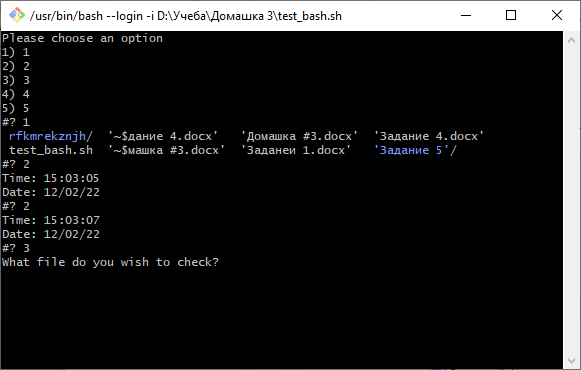 /usr/bin/bash --login -i D:\Учеба\Домашка 3\test_bash.sh
Please choose an option
1) 1
2) 2
3) 3
4) 4
5) 5
#? 1
rfkmrekznjh/  '~$дание 4.docx'   'Домашка #3.docx'  'Задание 4.docx'
test_bash.sh  '~$машка #3.docx'  'Заданеи 1.docx'   'Задание 5'/
#? 2
Time: 15:03:05
Date: 12/02/22
#? 2
Time: 15:03:07
Date: 12/02/22
#? 3
What file do you wish to check?